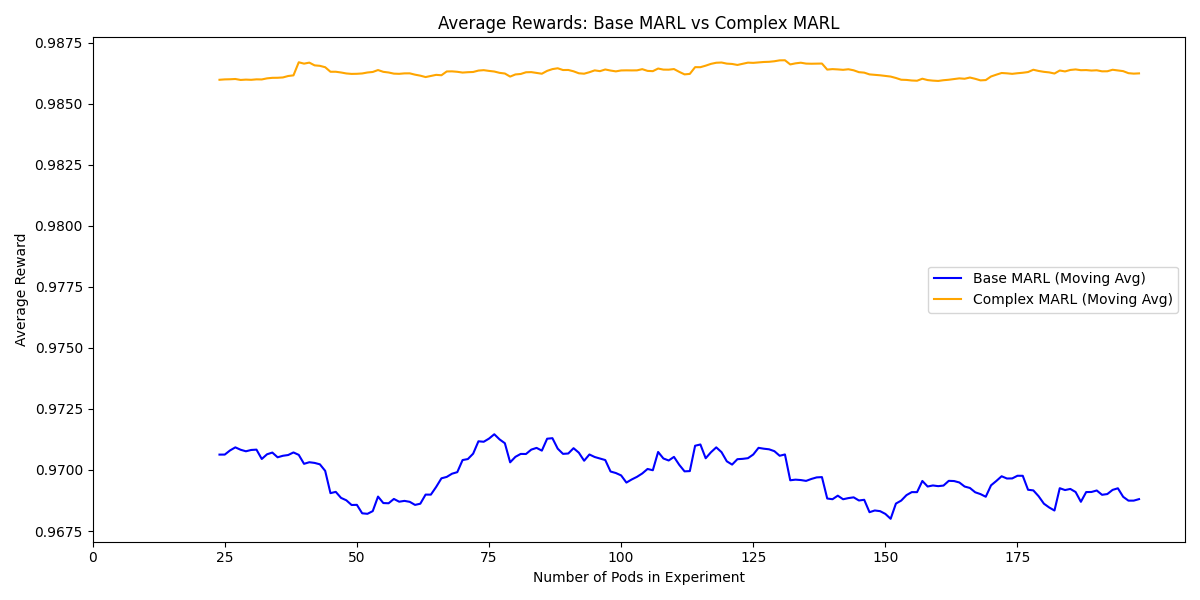 Average Rewards: Base MARL vs Complex MARL
0.9875
0.9850
0.9825
0.9800
0.9775
0.9750
0.9725
0.9700
0.9675
Average Reward
Base MARL (Moving Avg)
Complex MARL (Moving Avg)
0 25 50 75 100 125 150 175
Number of Pods in Experiment